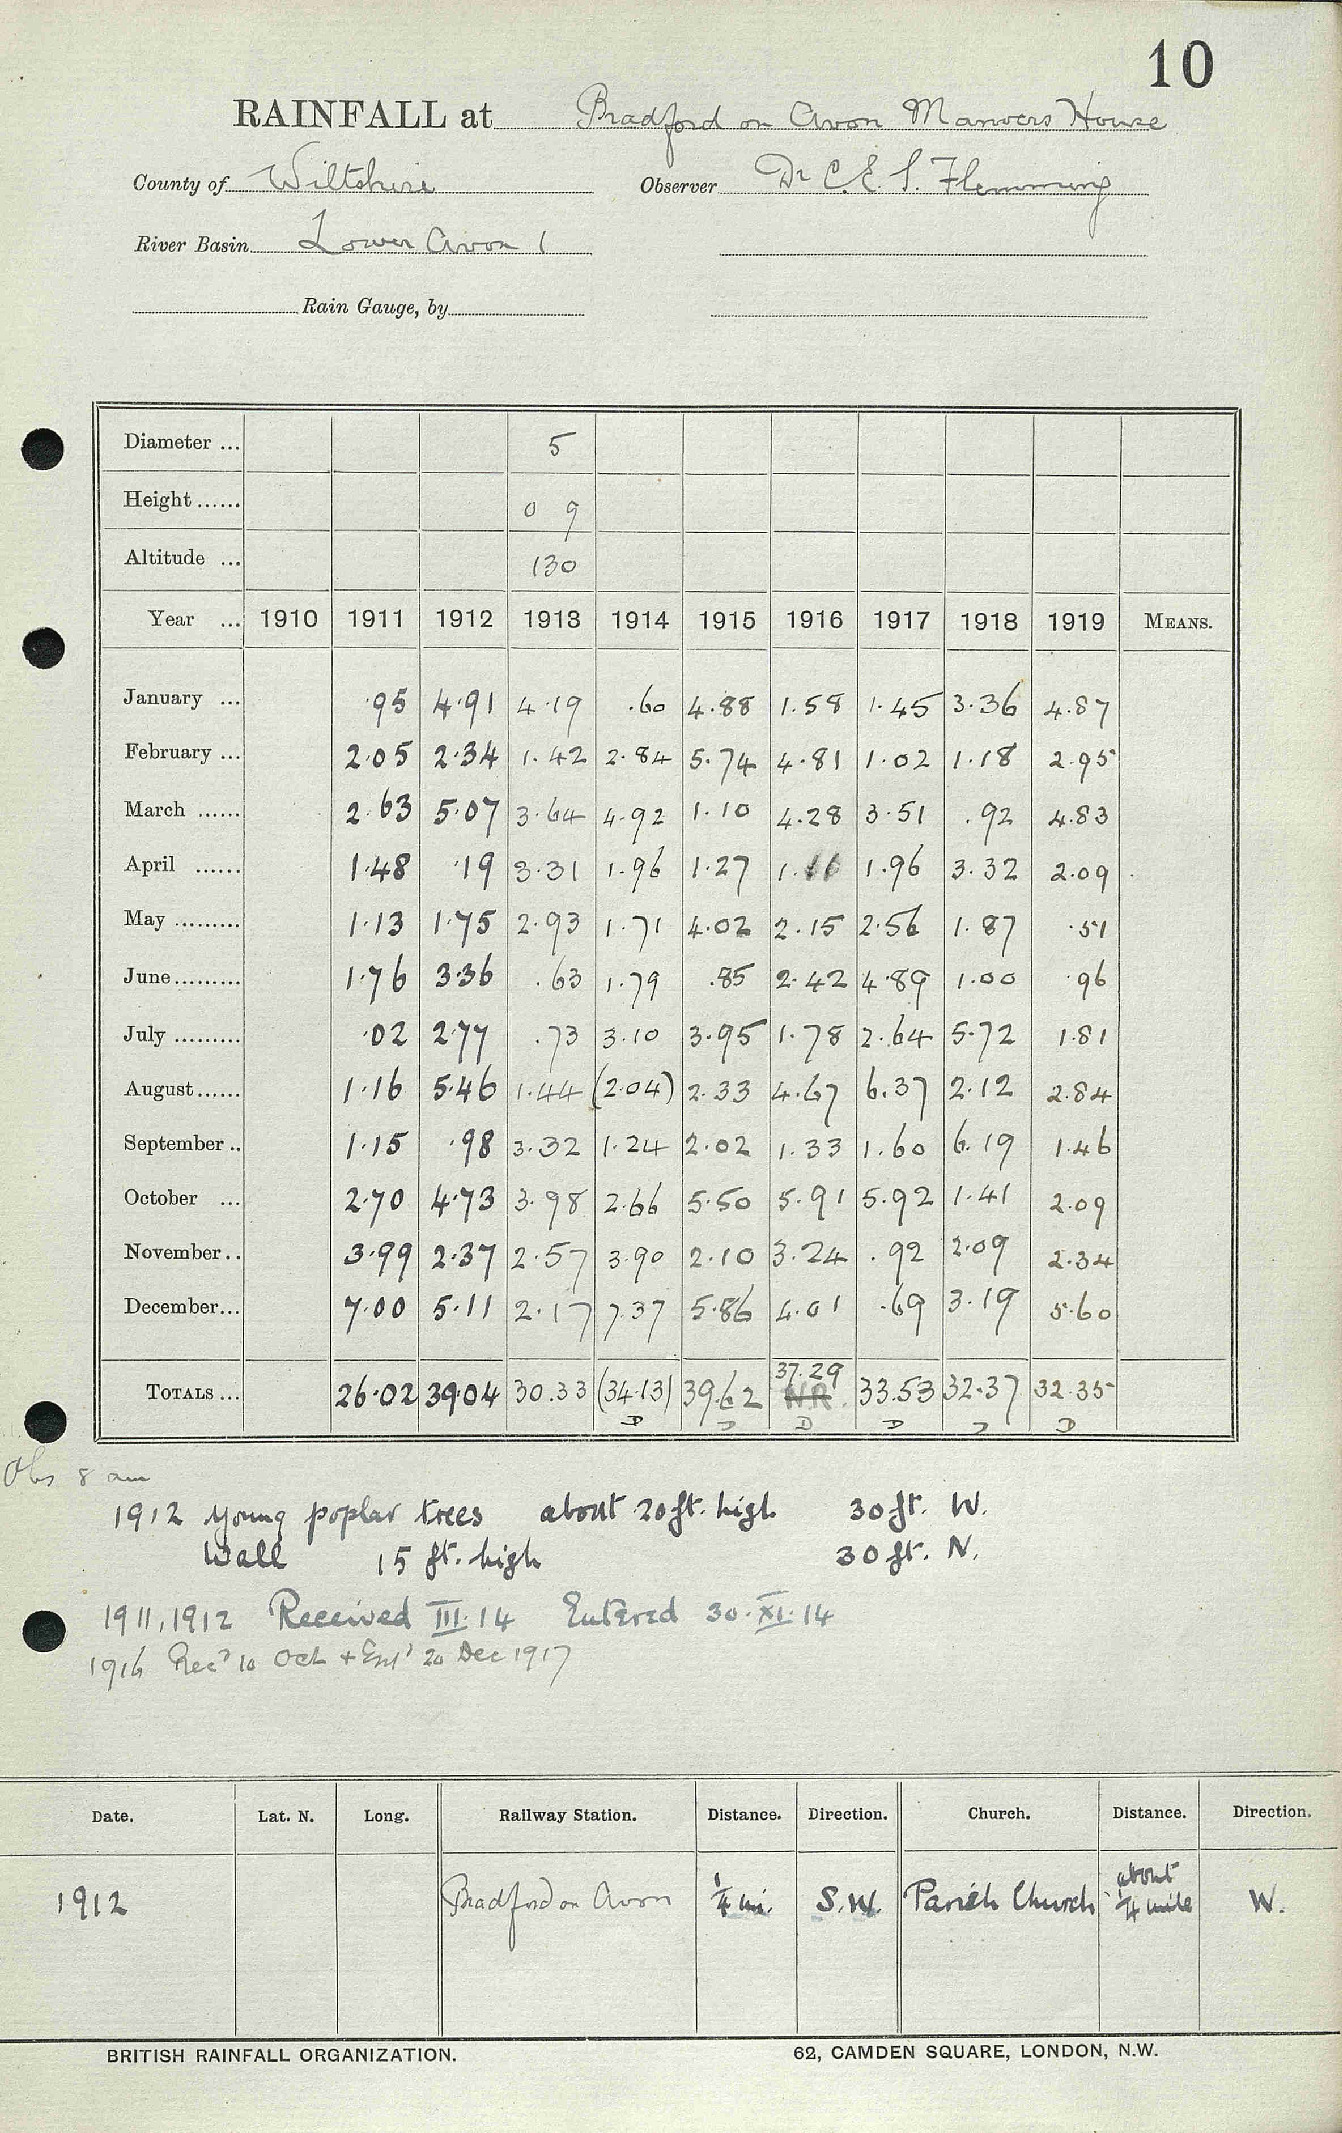 10
RAINFALL at Bradford on Avon Manvers House
County of Wiltshire Observer Dr C. E. S. Flemming
River Basin Lower Avon 1
Rain Gauge, by
Diameter ... 5
Height ...... 0 9
Altitude ... 130
Year ... 1910 1911 1912 1913 1914 1915 1916 1917 1918 1919 MEANS.
January ... .95 4.91 4.19 .60 4.88 1.58 1.45 3.36 4.87
February ... 2.05 2.34 1.42 2.84 5.74 4.81 1.02 1.18 2.95
March ...... 2.63 5.07 3.64 4.92 1.10 4.28 3.51 .92 4.83
April ...... 1.48 .19 3.31 1.96 1.27 1.11 1.96 3.32 2.09
May ......... 1.13 1.75 2.93 1.71 4.02 2.15 2.56 1.87 .51
June ......... 1.76 3.36 .63 1.79 .85 2.42 4.89 1.00 .96
July ......... .02 2.77 .73 3.10 3.95 1.78 2.64 5.72 1.81
August ...... 1.16 5.46 1.44 (2.04) 2.33 4.67 6.37 2.12 2.84
September .. 1.15 .98 3.32 1.24 2.02 1.33 1.60 6.19 1.46
October ... 2.70 4.73 3.98 2.66 5.50 5.91 5.92 1.41 2.09
November .. 3.99 2.37 2.57 3.90 2.10 3.24 .92 2.09 2.34
December ... 7.00 5.11 2.17 7.37 5.86 4.01 .69 3.19 5.60
37.29
TOTALS ... 26.02 39.04 30.33 (34.13) 39.62 N.R. 33.53 32.37 32.35
D D D D D D
Obs 8 am
1912 young poplar trees about 20 ft. high 30 ft. W.
Wall 15 ft. high 30 ft. N.
1911, 1912 Received III.14 Entered 30.XI.14
1916 Recd 10 Oct + Entd 20 Dec 1917
Date. Lat. N. Long. Railway Station. Distance. Direction. Church. Distance. Direction.
1912 Bradford on Avon 1/4 mi. S.W. Parish Church about 1/4 mile W.
BRITISH RAINFALL ORGANIZATION. 62, CAMDEN SQUARE, LONDON, N.W.